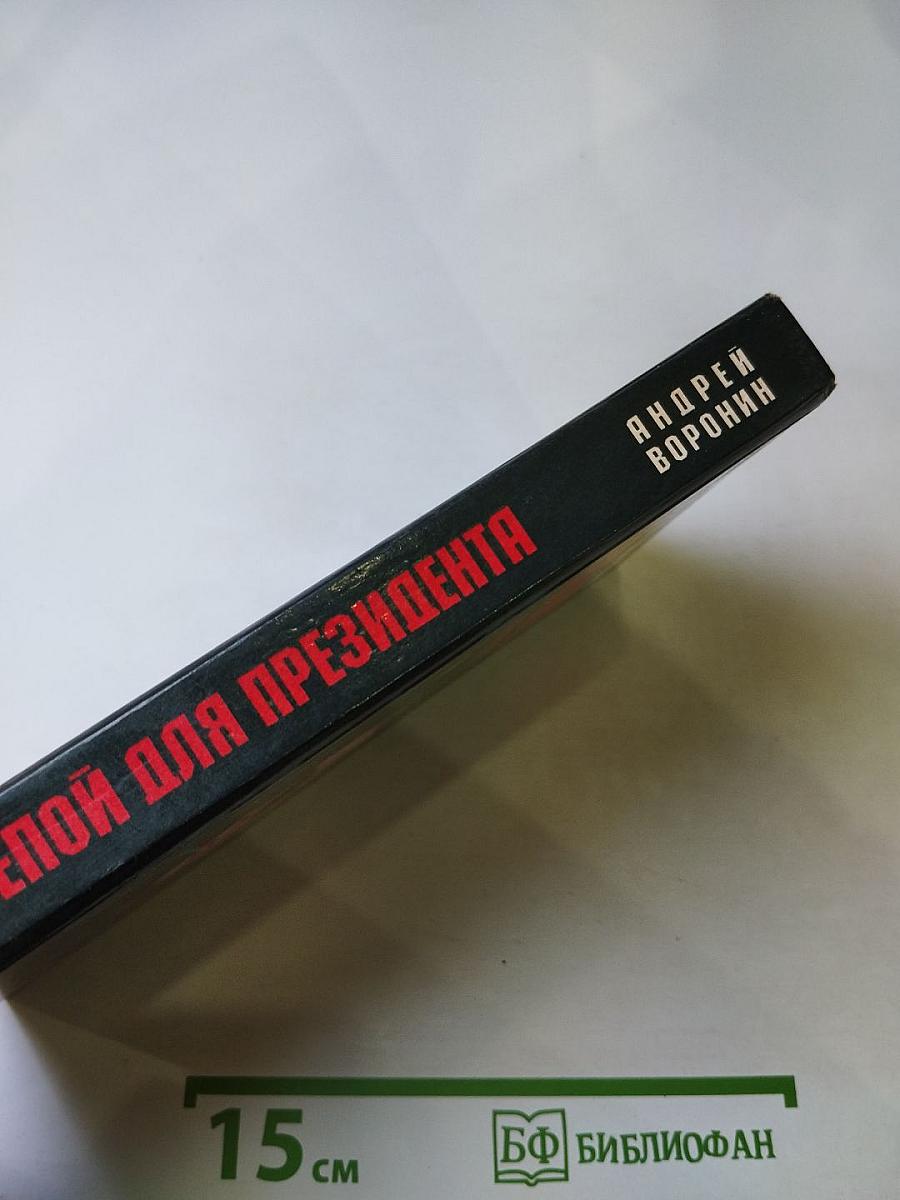 АНДРЕЙ
ВОРОНИН
ЕПОЙ ДЛЯ ПРЕЗИДЕНТА
15 см
БФ БИБЛИОФАН